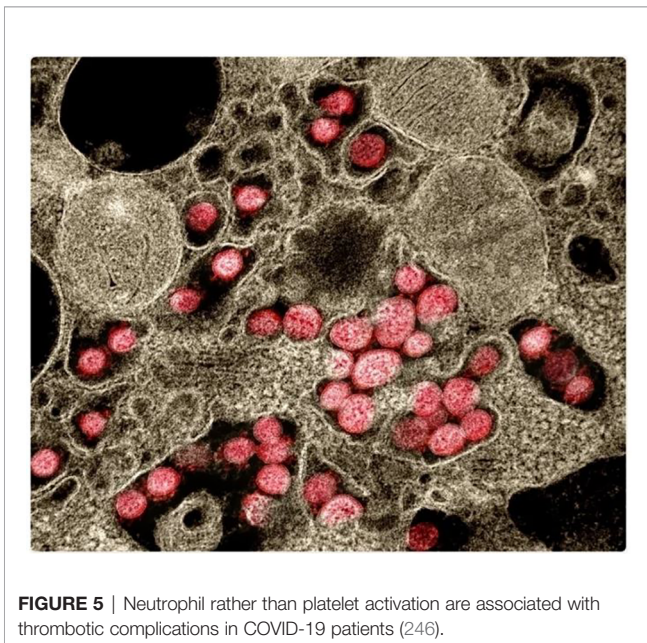 FIGURE 5 | Neutrophil rather than platelet activation are associated with
thrombotic complications in COVID-19 patients (246).